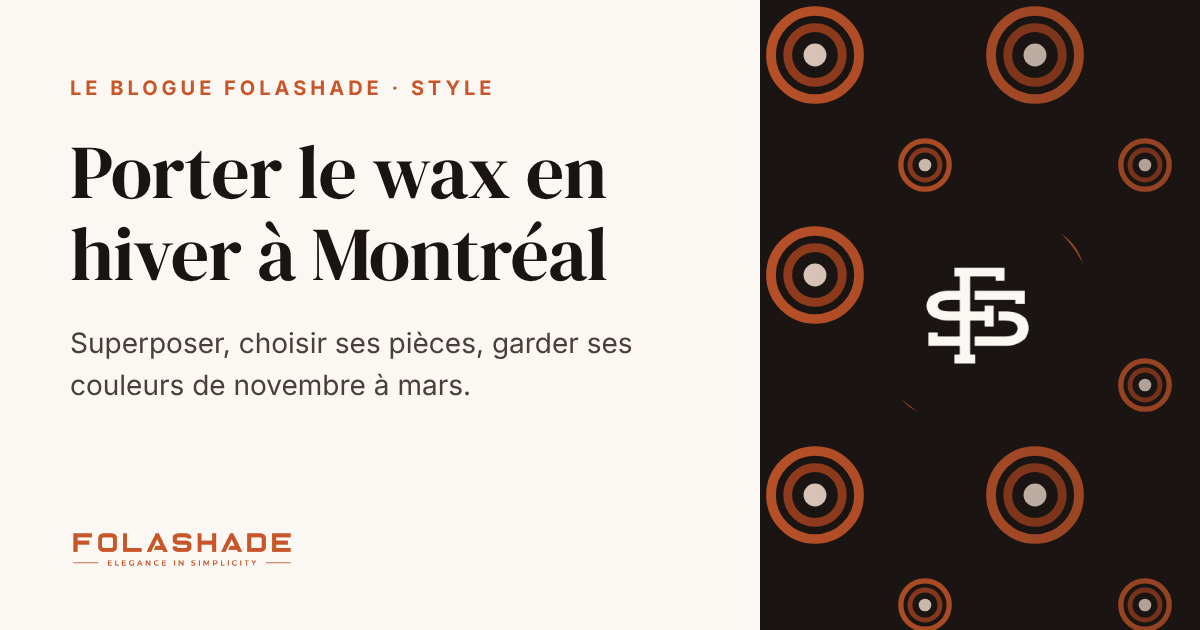 LE BLOGUE FOLASHADE · STYLE
Porter le wax en
hiver à Montréal
Superposer, choisir ses pièces, garder ses
couleurs de novembre à mars.
FOLASHADE
ELEGANCE IN SIMPLICITY
FS